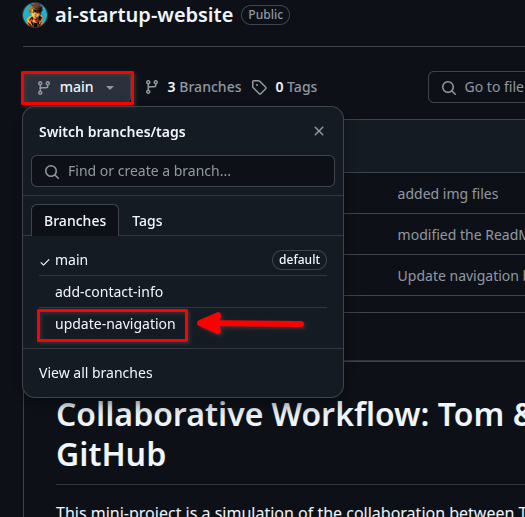 ai-startup-website Public
main 3 Branches 0 Tags Go to file
Switch branches/tags
Find or create a branch...
added img files
Branches Tags
modified the ReadM
main default
Update navigation
add-contact-info
update-navigation
View all branches
Collaborative Workflow: Tom &
GitHub
This mini-project is a simulation of the collaboration between T